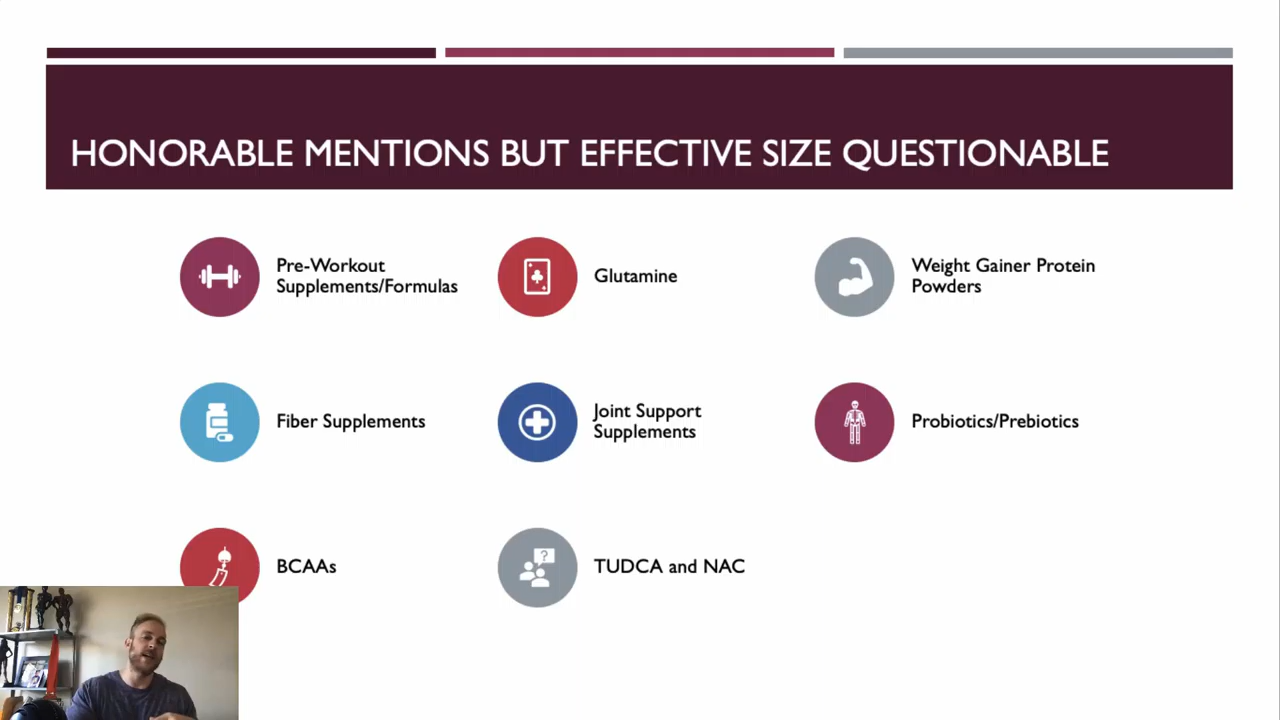 HONORABLE MENTIONS BUT EFFECTIVE SIZE QUESTIONABLE
Pre-Workout
Supplements/Formulas
Glutamine
Weight Gainer Protein
Powders
Fiber Supplements
Joint Support
Supplements
Probiotics/Prebiotics
BCAAs
?
TUDCA and NAC